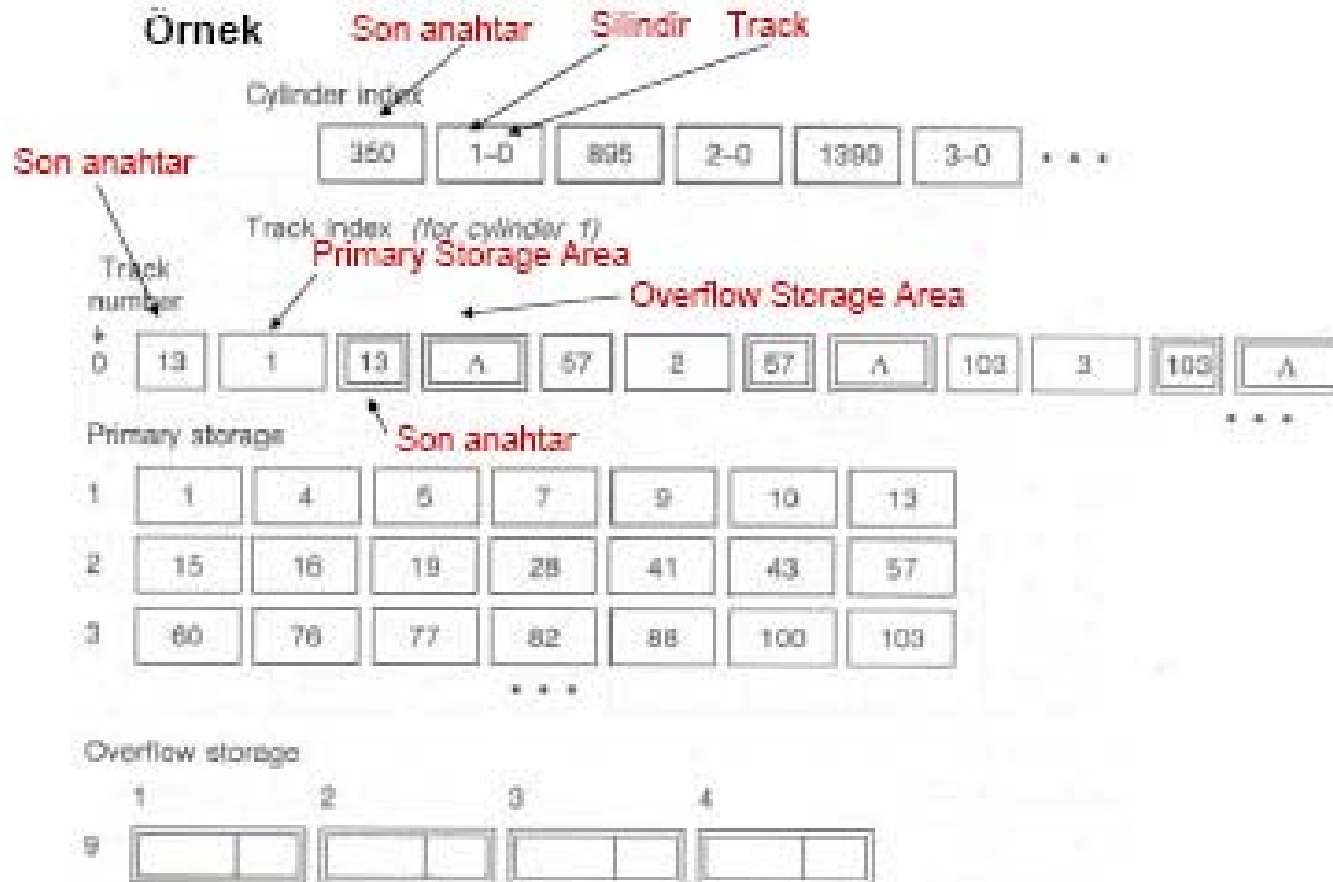 Örnek
Son anahtar Silindir Track
Cylinder index
350 1-0 895 2-0 1390 3-0 . . .
Son anahtar
Track index (for cylinder 1)
Primary Storage Area
Track number
Overflow Storage Area
0 13 1 13 Λ 57 2 57 Λ 103 3 103 Λ
. . .
Primary storage
Son anahtar
1 1 4 5 7 9 10 13
2 15 16 19 28 41 43 57
3 60 76 77 82 88 100 103
. . .
Overflow storage
1 2 3 4
9